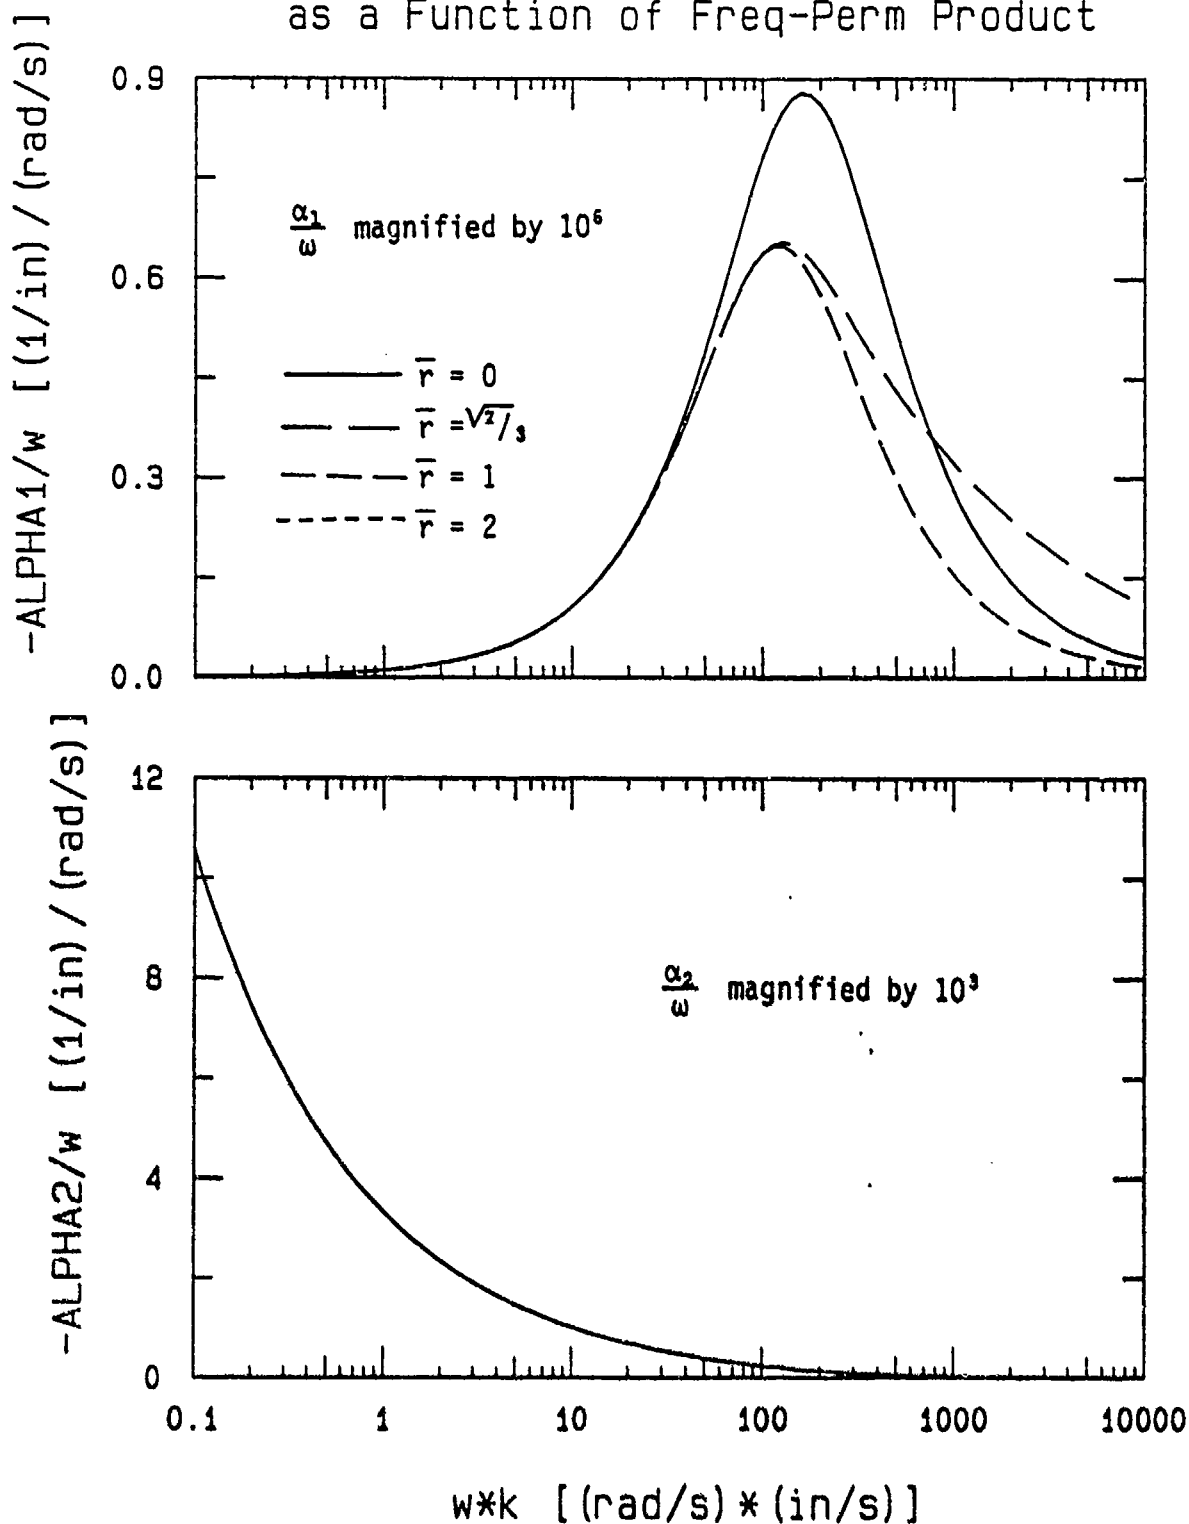 as a Function of Freq-Perm Product
-ALPHA1/w [(1/in)/(rad/s)]
0.9
0.6
0.3
0.0
α₁/ω magnified by 10⁶
r̅ = 0
r̅ = √2/3
r̅ = 1
r̅ = 2
-ALPHA2/w [(1/in)/(rad/s)]
12
8
4
0
α₂/ω magnified by 10³
0.1 1 10 100 1000 10000
w*k [(rad/s)*(in/s)]